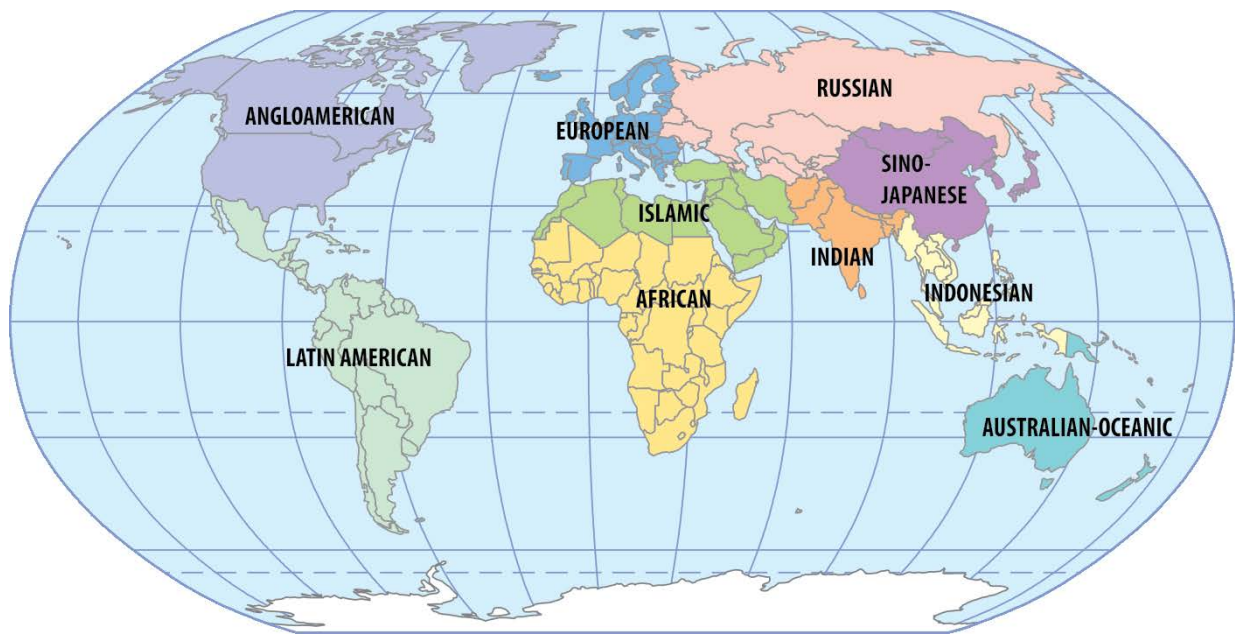 ANGLOAMERICAN
RUSSIAN
EUROPEAN
SINO-
JAPANESE
ISLAMIC
INDIAN
INDONESIAN
AFRICAN
LATIN AMERICAN
AUSTRALIAN-OCEANIC